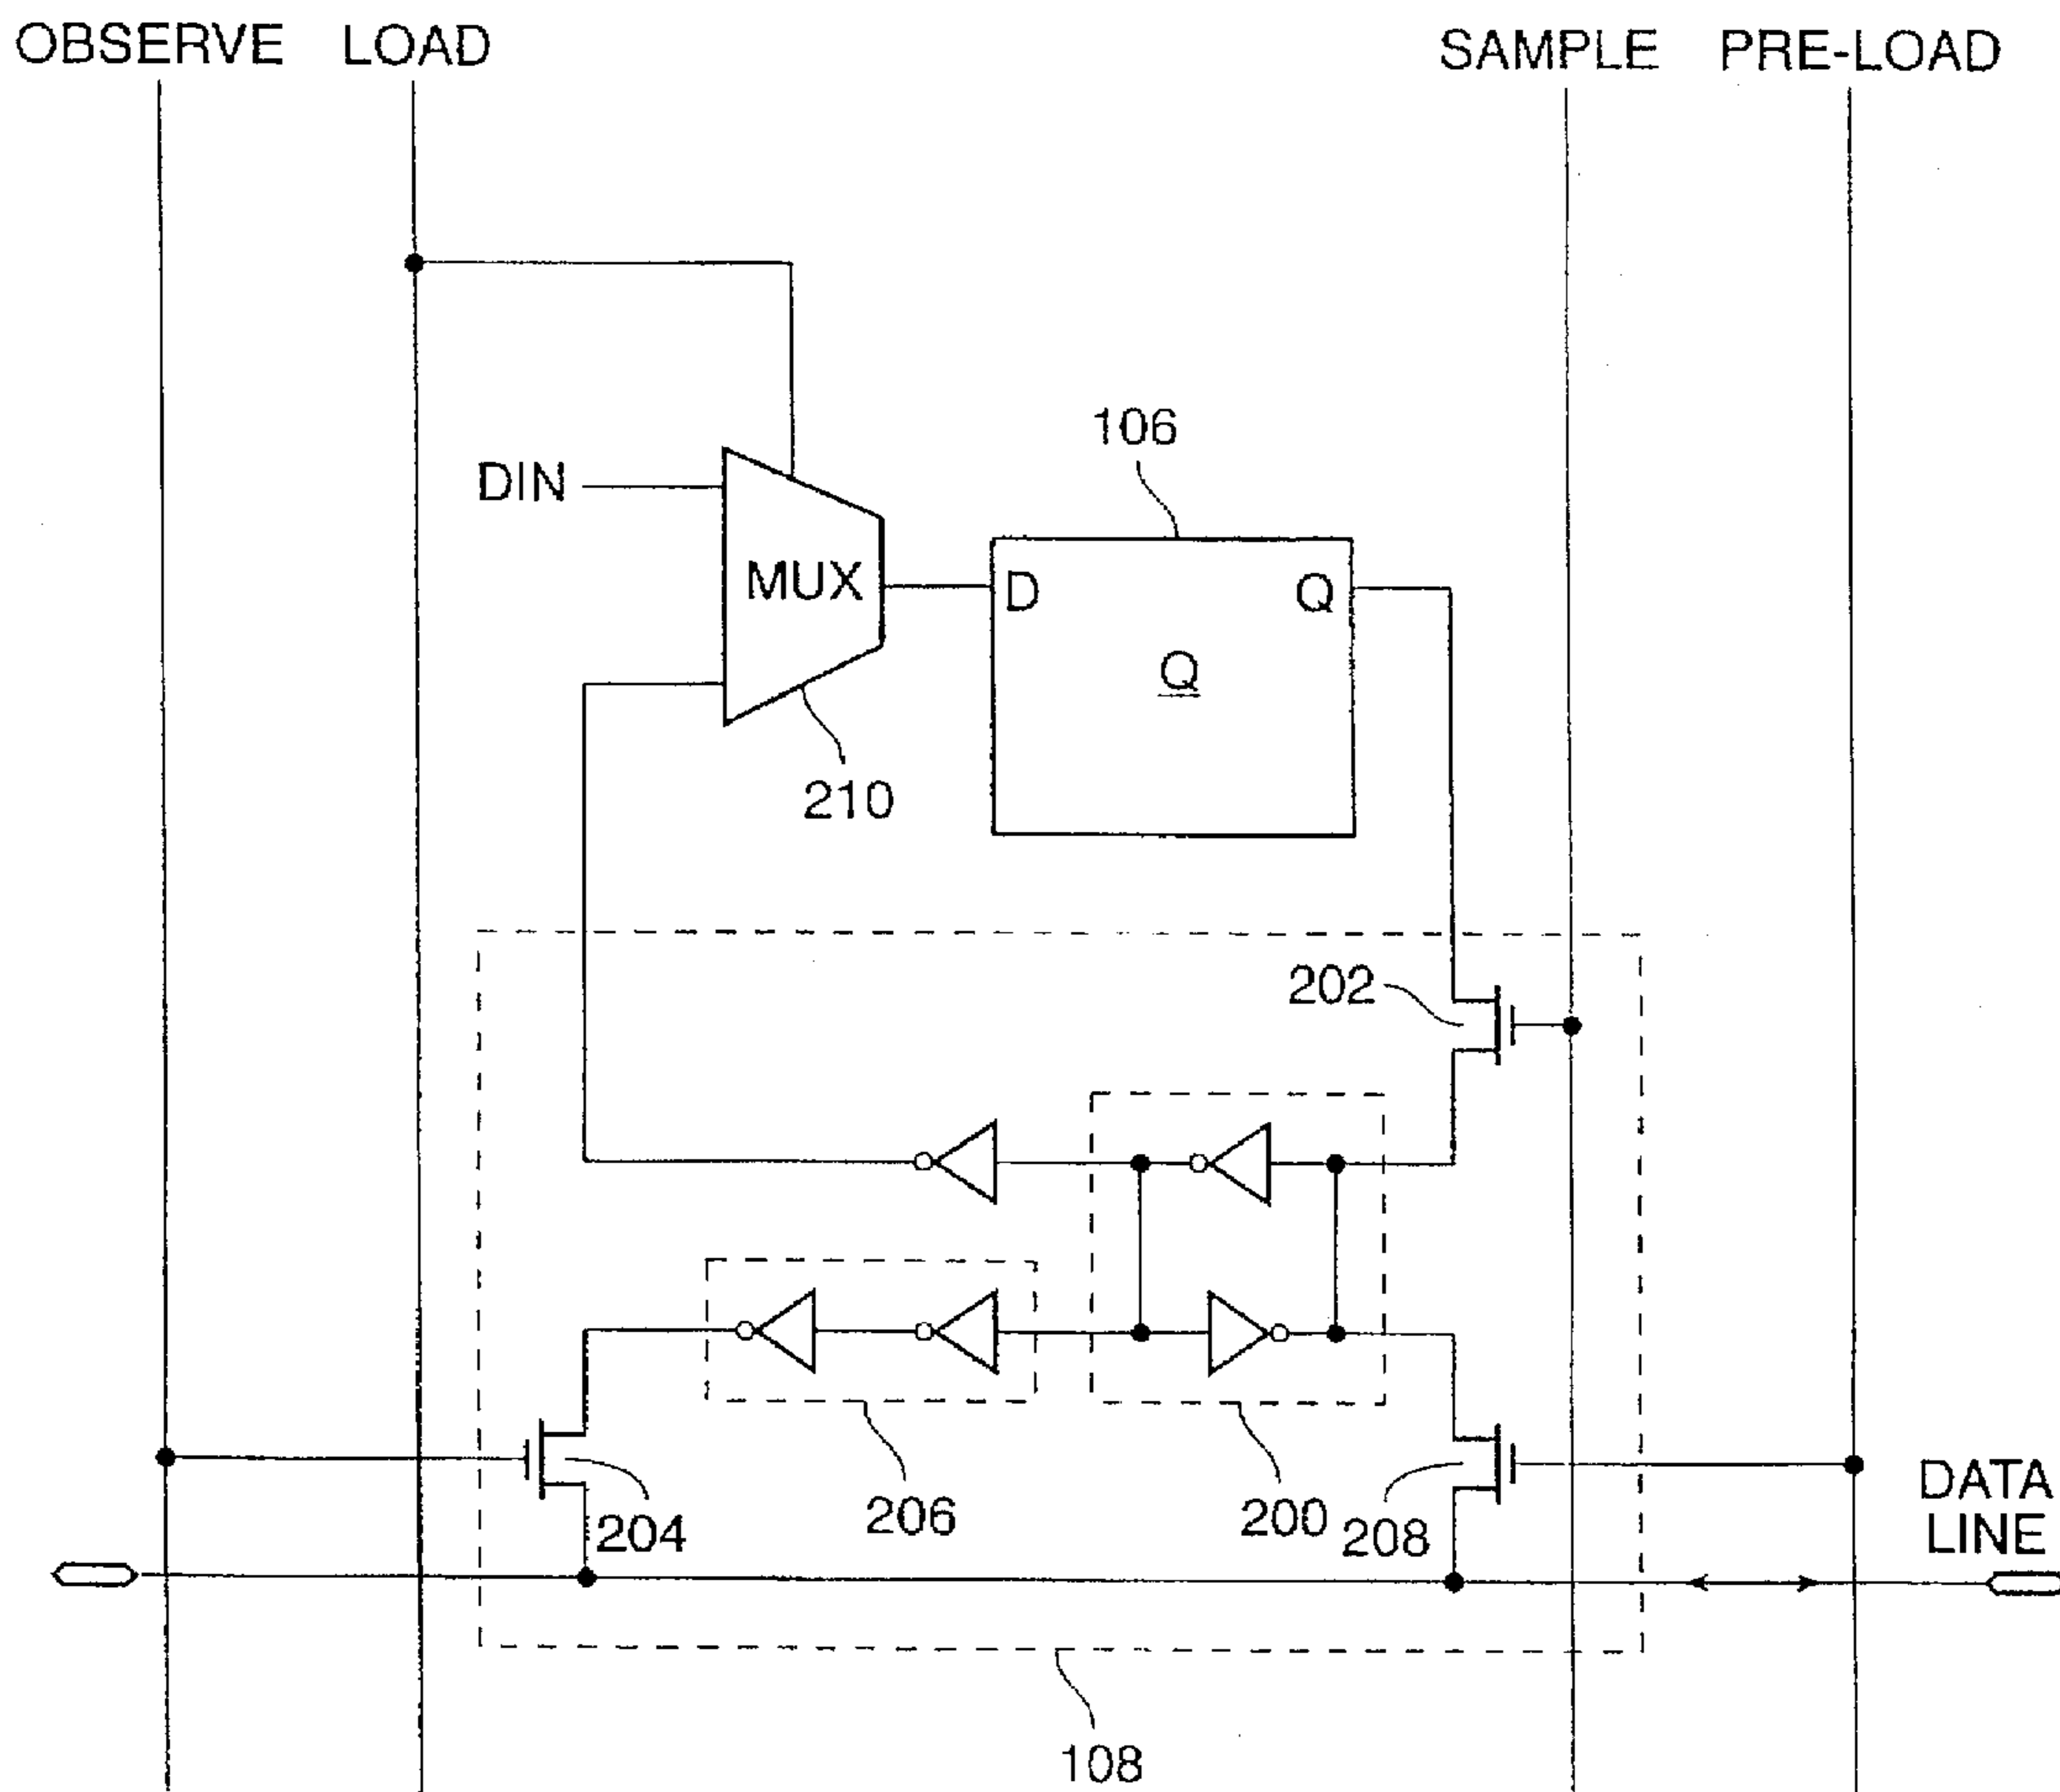 OBSERVE LOAD SAMPLE PRE-LOAD
106
DIN
MUX
D Q
Q
210
202
204
206
200
208
DATA
LINE
108